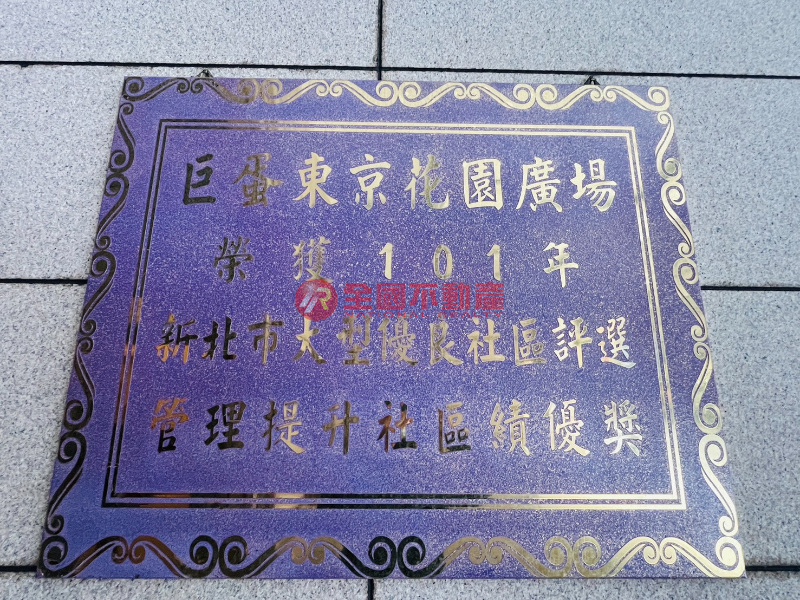 巨蛋東京花園廣場
榮獲101年
全國不動產
新北市大型優良社區評選
管理提升社區績優獎